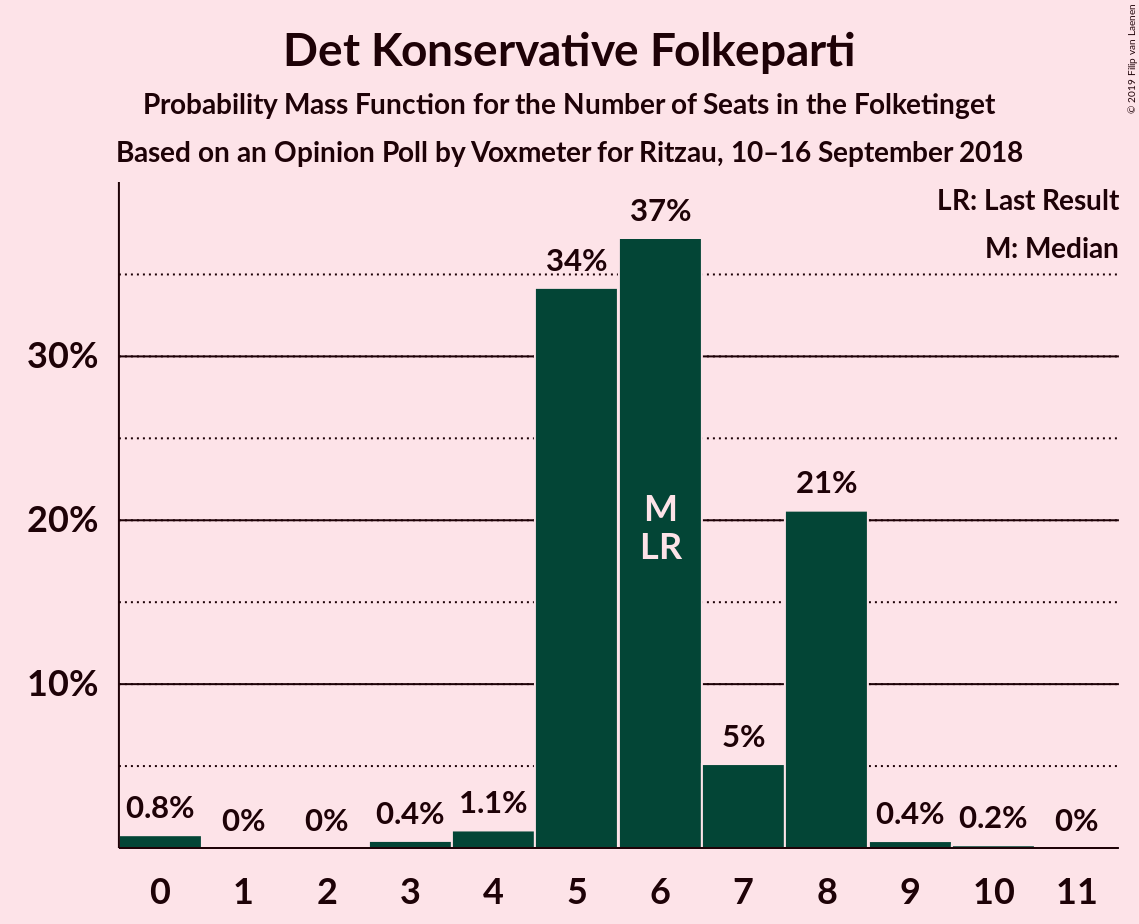 Det Konservative Folkeparti
Probability Mass Function for the Number of Seats in the Folketinget
Based on an Opinion Poll by Voxmeter for Ritzau, 10–16 September 2018
© 2019 Filip van Laenen
LR: Last Result
M: Median
37%
34%
30%
21%
20%
M
LR
10%
5%
0.8%
0%
0%
0.4%
1.1%
0.4%
0.2%
0%
0 1 2 3 4 5 6 7 8 9 10 11